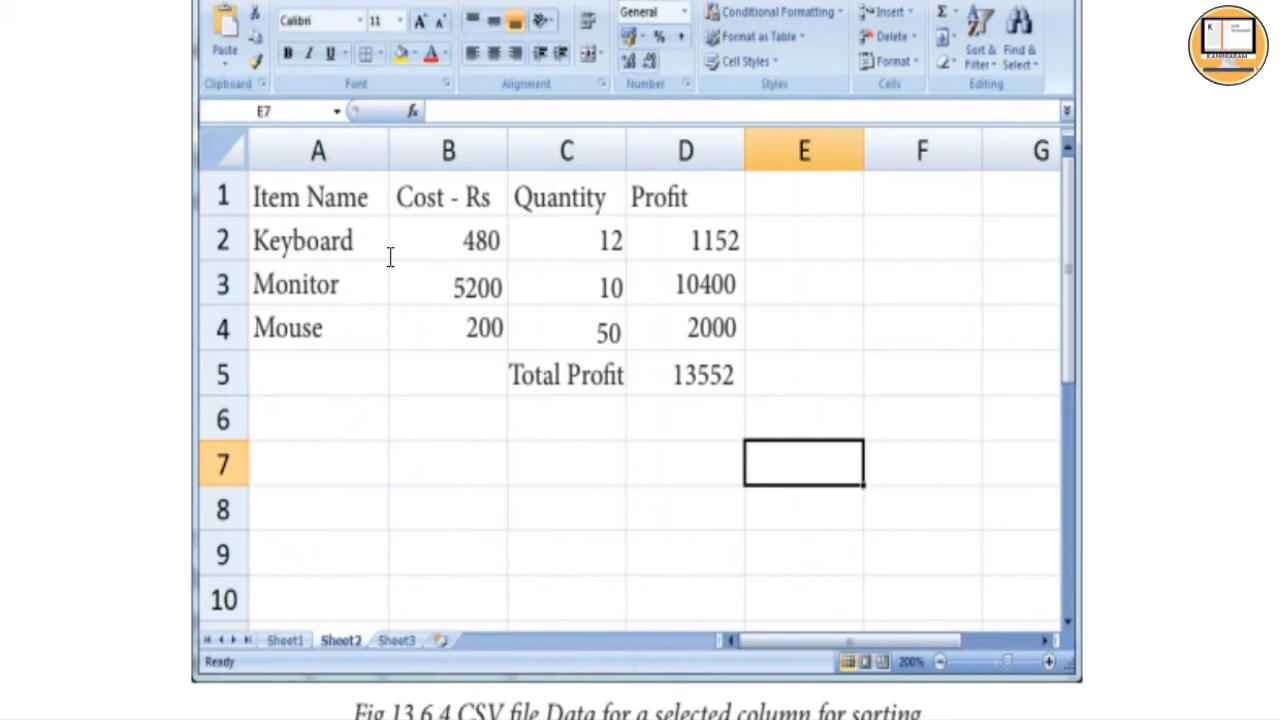 Calibri 11 General Conditional Formatting Insert Σ
Paste B I U % , Format as Table Delete Sort & Find &
Cell Styles Format Filter Select
Clipboard Font Alignment Number Styles Cells Editing
E7 fx
A B C D E F G
1 Item Name Cost - Rs Quantity Profit
2 Keyboard 480 12 1152
3 Monitor 5200 10 10400
4 Mouse 200 50 2000
5 Total Profit 13552
6
7
8
9
10
Sheet1 Sheet2 Sheet3
Ready 200%
Fig 13.6.4 CSV file Data for a selected column for sorting